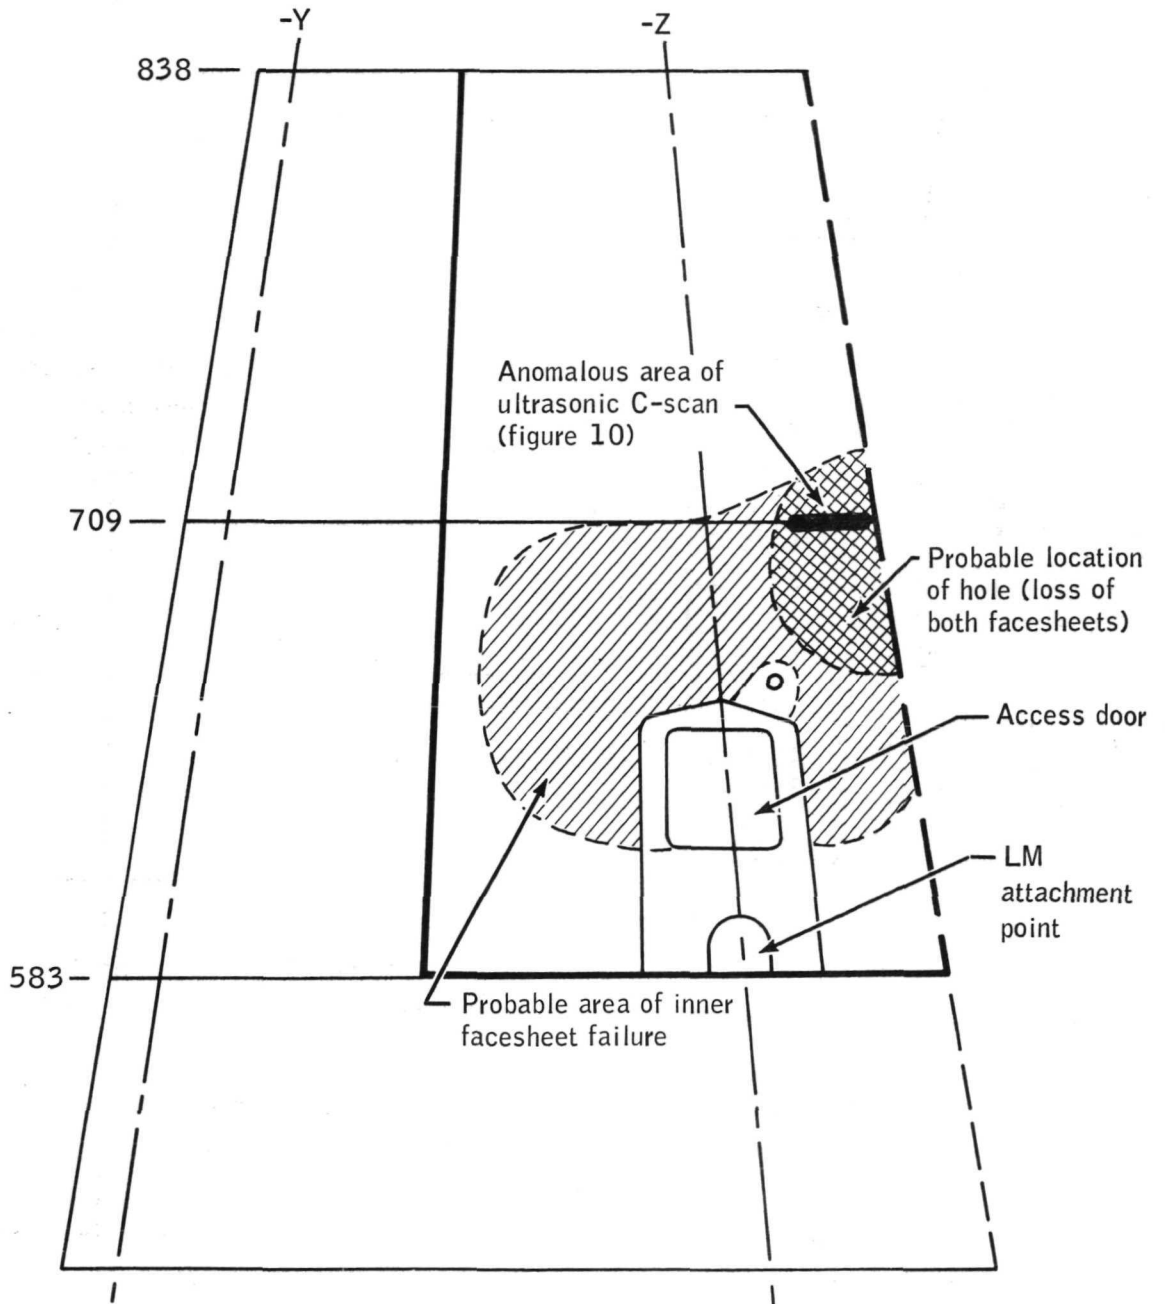 -Y
-Z
838
Anomalous area of
ultrasonic C-scan
(figure 10)
709
Probable location
of hole (loss of
both facesheets)
Access door
LM
attachment
point
583
Probable area of inner
facesheet failure